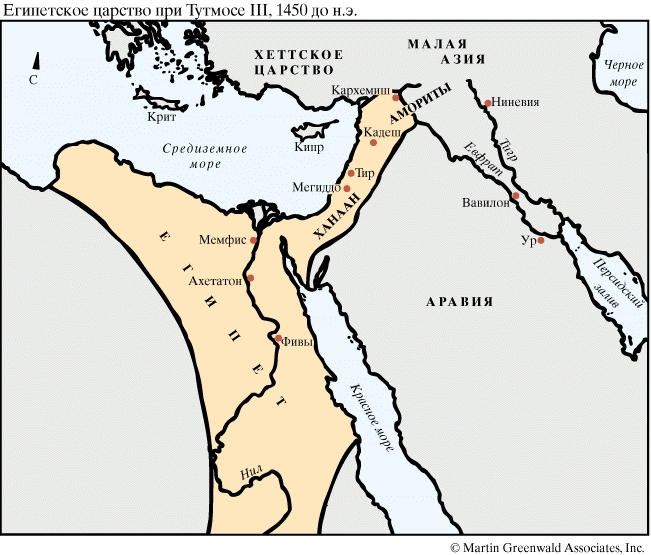 Египетское царство при Тутмосе III, 1450 до н.э.
С
ХЕТТСКОЕ
ЦАРСТВО
МАЛАЯ
АЗИЯ
Черное
море
Крит
Кипр
Средиземное
море
Кархемиш
АМОРИТЫ
Кадеш
Тир
Мегиддо
ХАНААН
Ниневия
Тигр
Евфрат
Вавилон
Ур
Персидский
залив
АРАВИЯ
Мемфис
Ахетатон
Фивы
ЕГИПЕТ
Красное море
Нил
© Martin Greenwald Associates, Inc.